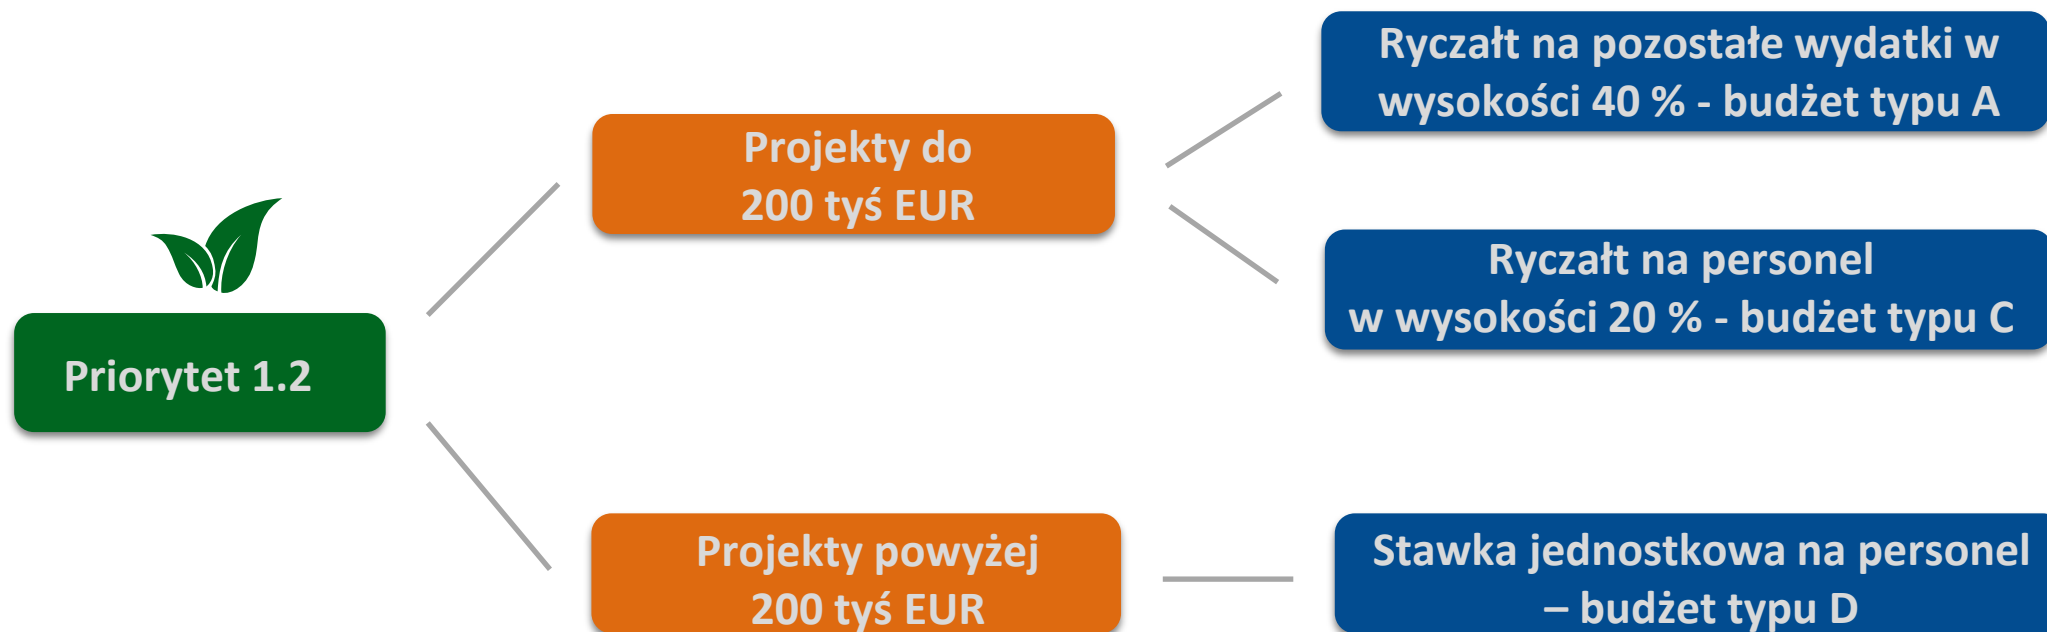 Priorytet 1.2
Projekty do
200 tyś EUR
Ryczałt na pozostałe wydatki w
wysokości 40 % - budżet typu A
Ryczałt na personel
w wysokości 20 % - budżet typu C
Projekty powyżej
200 tyś EUR
Stawka jednostkowa na personel
– budżet typu D